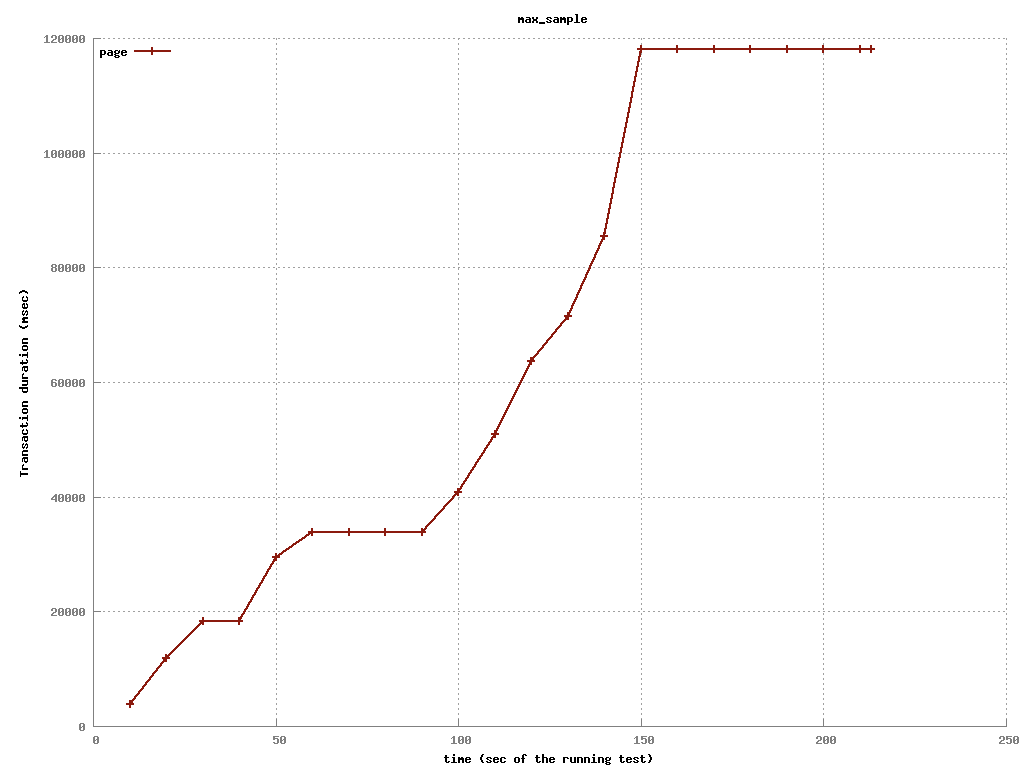 max_sample
page
120000
100000
80000
60000
40000
20000
0
Transaction duration (msec)
0 50 100 150 200 250
time (sec of the running test)